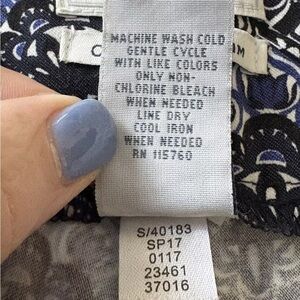 MACHINE WASH COLD
GENTLE CYCLE
WITH LIKE COLORS
ONLY NON-
CHLORINE BLEACH
WHEN NEEDED
LINE DRY
COOL IRON
WHEN NEEDED
RN 115760
S/40183
SP17
0117
23461
37016